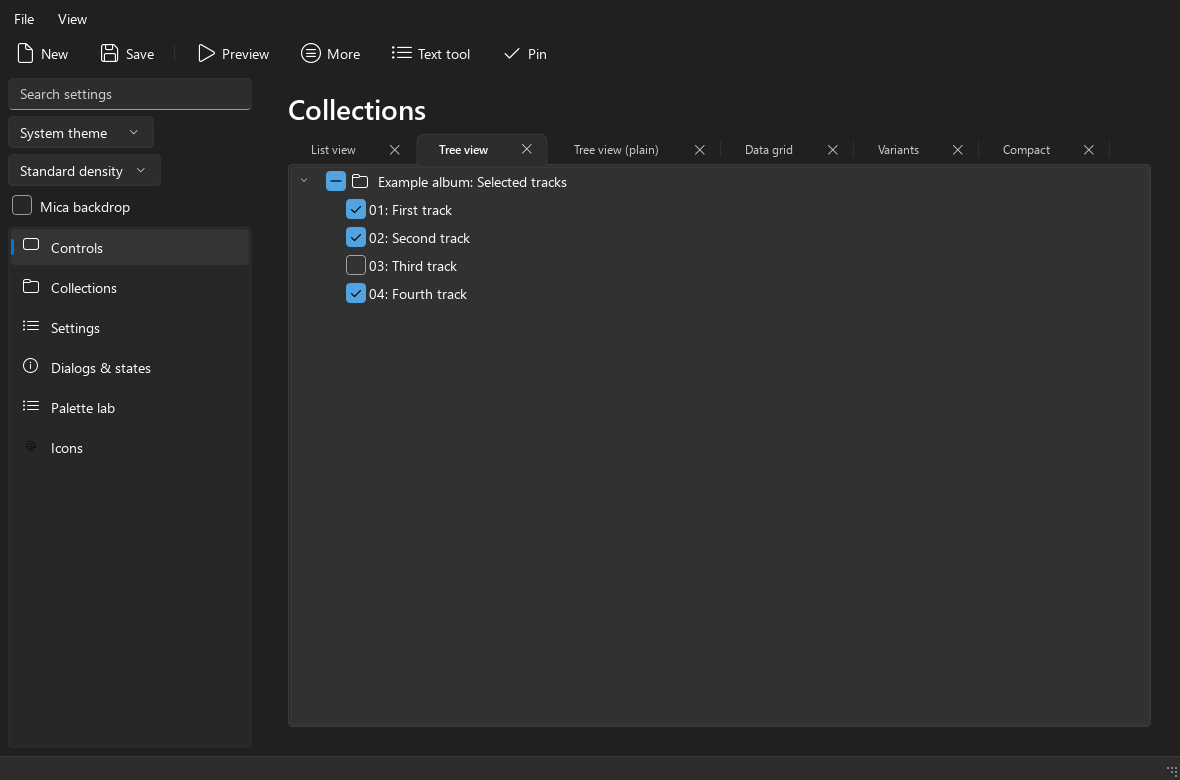 File View
New Save Preview More Text tool Pin
Search settings
System theme
Standard density
Mica backdrop
Controls
Collections
Settings
Dialogs & states
Palette lab
Icons
Collections
List view Tree view Tree view (plain) Data grid Variants Compact
Example album: Selected tracks
01: First track
02: Second track
03: Third track
04: Fourth track